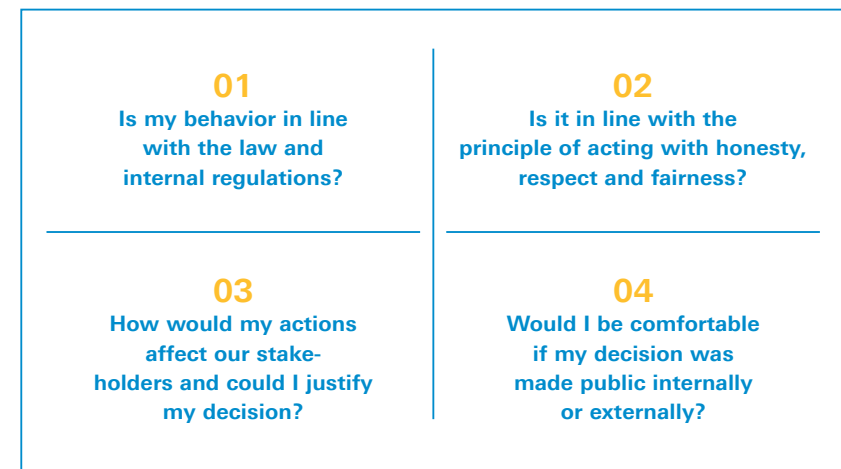 01
Is my behavior in line
with the law and
internal regulations?
02
Is it in line with the
principle of acting with honesty,
respect and fairness?
03
How would my actions
affect our stake-
holders and could I justify
my decision?
04
Would I be comfortable
if my decision was
made public internally
or externally?